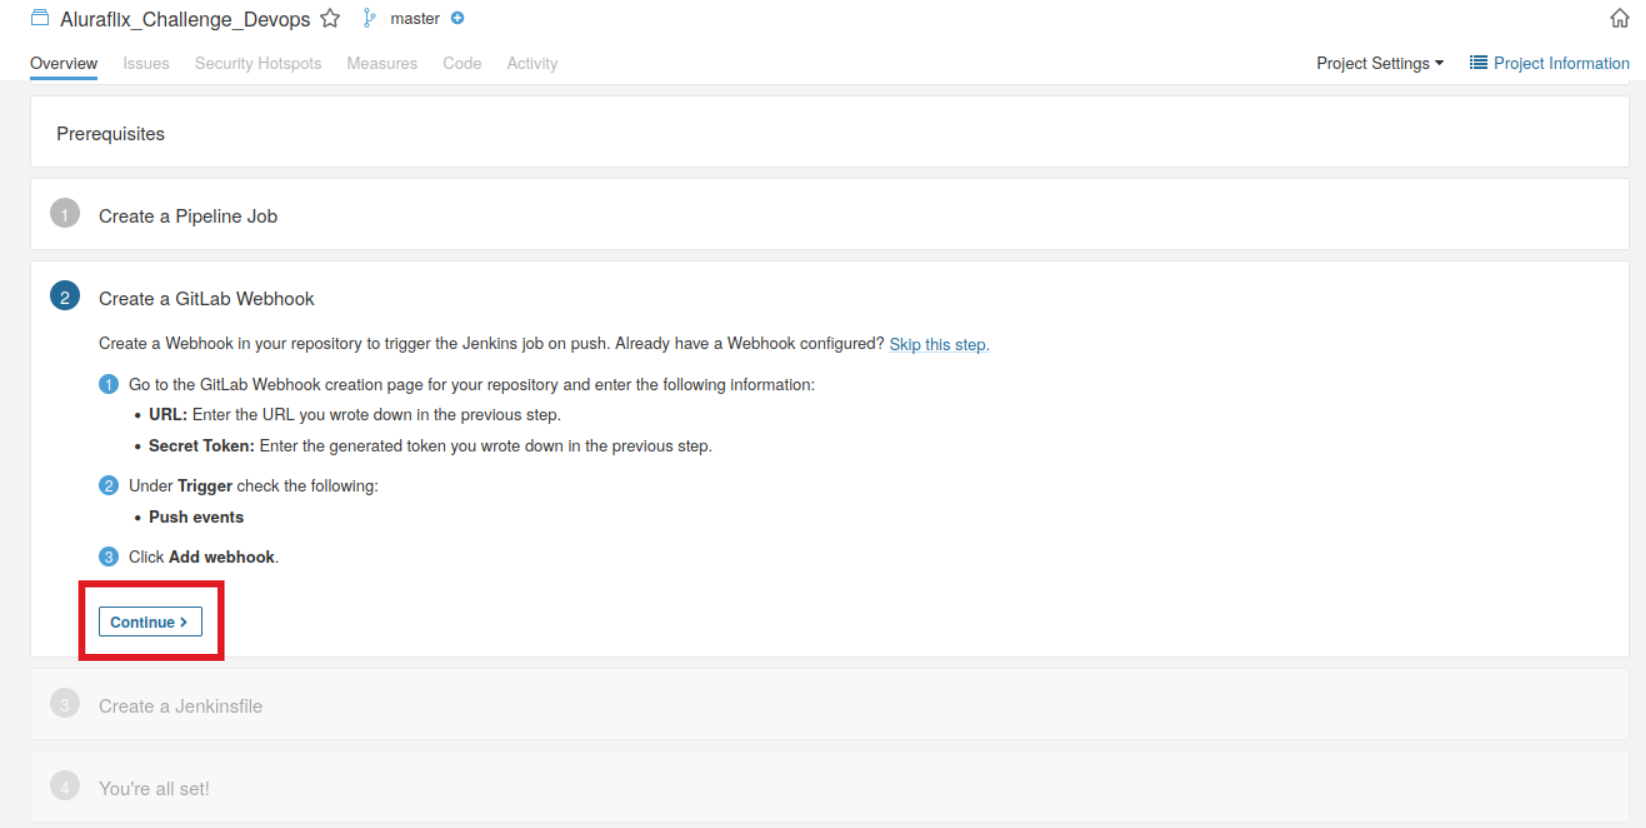 Aluraflix_Challenge_Devops master
Overview Issues Security Hotspots Measures Code Activity Project Settings Project Information
Prerequisites
1 Create a Pipeline Job
2 Create a GitLab Webhook
Create a Webhook in your repository to trigger the Jenkins job on push. Already have a Webhook configured? Skip this step.
1 Go to the GitLab Webhook creation page for your repository and enter the following information:
• URL: Enter the URL you wrote down in the previous step.
• Secret Token: Enter the generated token you wrote down in the previous step.
2 Under Trigger check the following:
• Push events
3 Click Add webhook.
Continue >
3 Create a Jenkinsfile
4 You're all set!